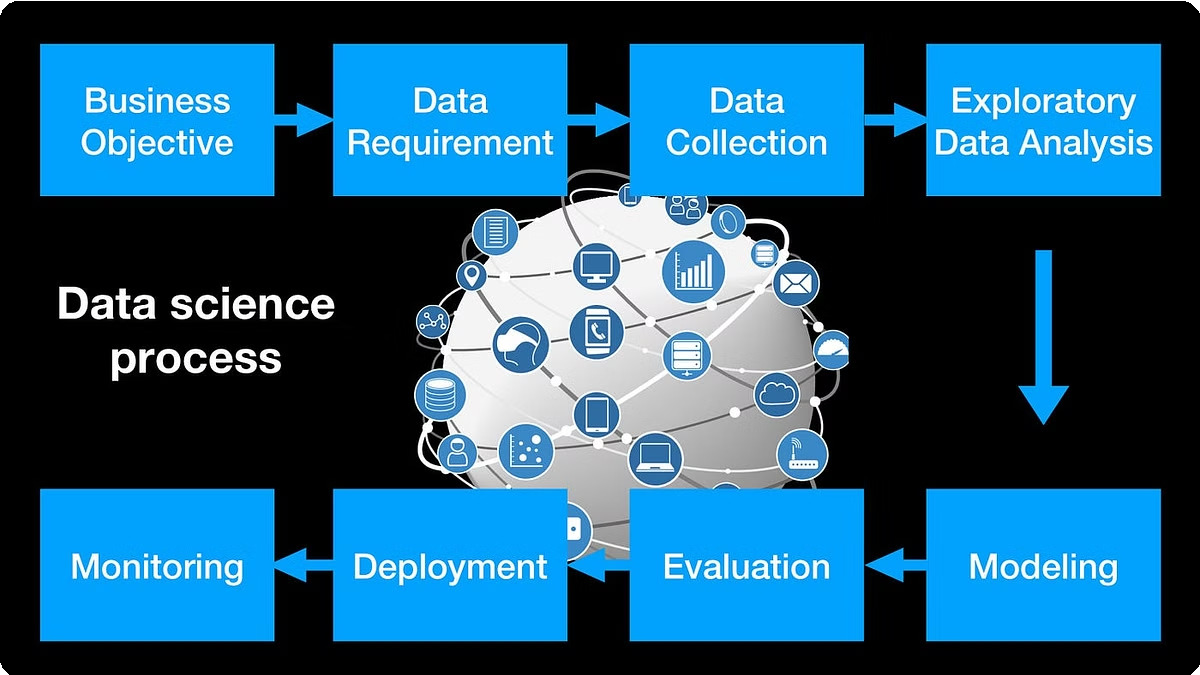 Business
Objective
Data
Requirement
Data
Collection
Exploratory
Data Analysis
Data science
process
Monitoring
Deployment
Evaluation
Modeling